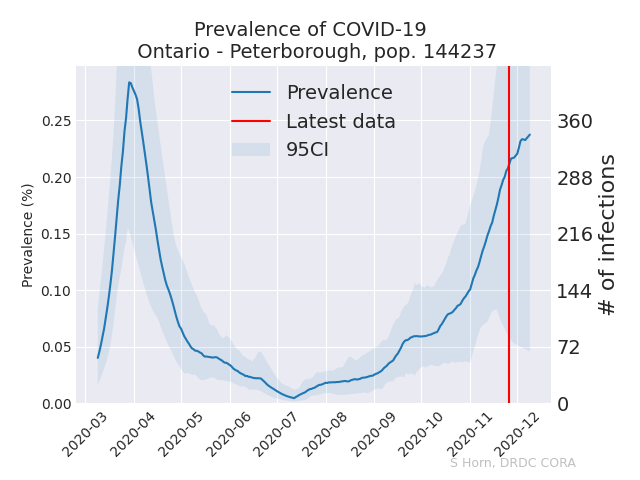 Prevalence of COVID-19
Ontario - Peterborough, pop. 144237
Prevalence
Latest data
95CI
Prevalence (%)
0.25
0.20
0.15
0.10
0.05
0.00
360
288
216
144
72
0
# of infections
2020-03
2020-04
2020-05
2020-06
2020-07
2020-08
2020-09
2020-10
2020-11
2020-12
S Horn, DRDC CORA